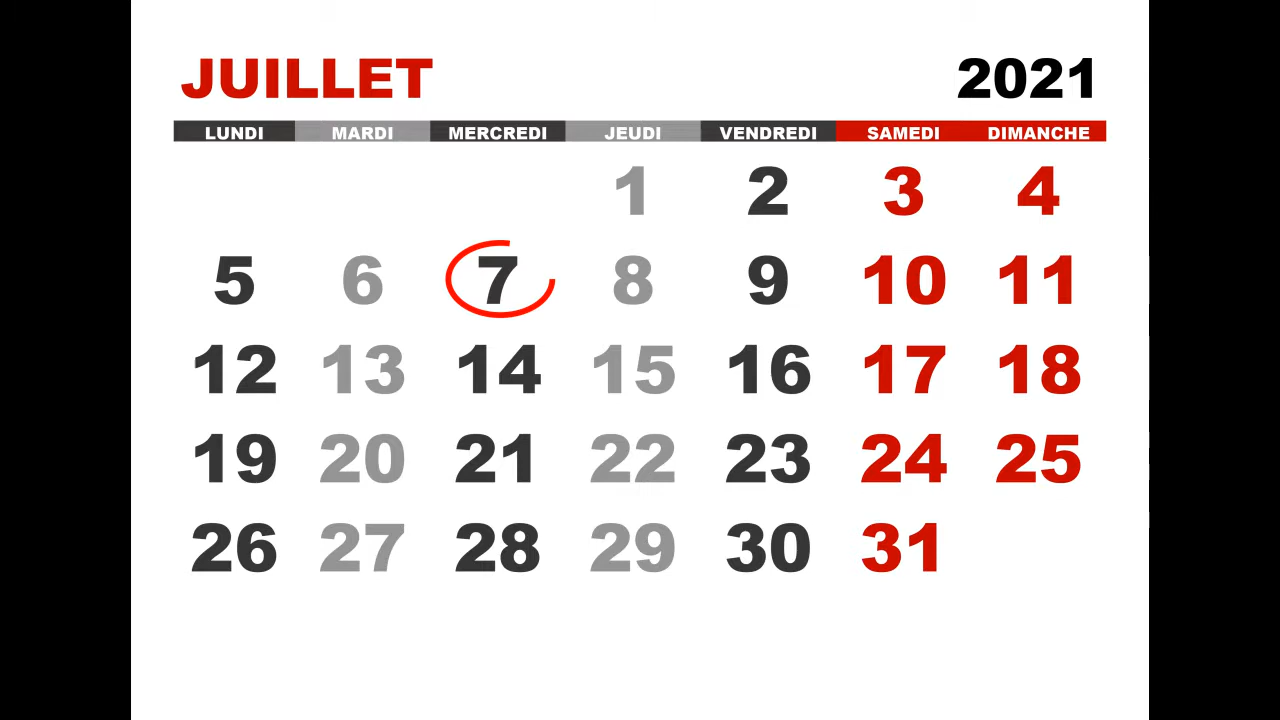 JUILLET 2021
LUNDI MARDI MERCREDI JEUDI VENDREDI SAMEDI DIMANCHE
1 2 3 4
5 6 7 8 9 10 11
12 13 14 15 16 17 18
19 20 21 22 23 24 25
26 27 28 29 30 31